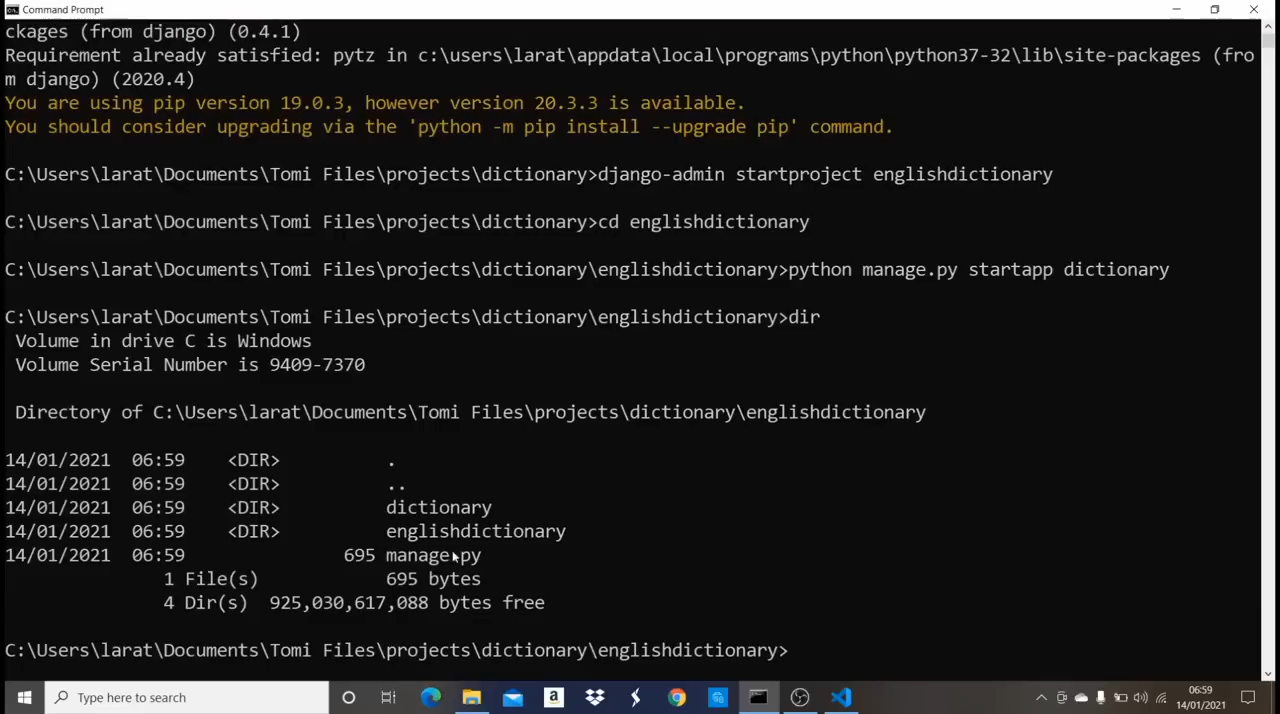 Command Prompt
ckages (from django) (0.4.1)
Requirement already satisfied: pytz in c:\users\larat\appdata\local\programs\python\python37-32\lib\site-packages (fro
m django) (2020.4)
You are using pip version 19.0.3, however version 20.3.3 is available.
You should consider upgrading via the 'python -m pip install --upgrade pip' command.
C:\Users\larat\Documents\Tomi Files\projects\dictionary>django-admin startproject englishdictionary
C:\Users\larat\Documents\Tomi Files\projects\dictionary>cd englishdictionary
C:\Users\larat\Documents\Tomi Files\projects\dictionary\englishdictionary>python manage.py startapp dictionary
C:\Users\larat\Documents\Tomi Files\projects\dictionary\englishdictionary>dir
Volume in drive C is Windows
Volume Serial Number is 9409-7370
Directory of C:\Users\larat\Documents\Tomi Files\projects\dictionary\englishdictionary
14/01/2021 06:59 <DIR> .
14/01/2021 06:59 <DIR> ..
14/01/2021 06:59 <DIR> dictionary
14/01/2021 06:59 <DIR> englishdictionary
14/01/2021 06:59 695 manage.py
1 File(s) 695 bytes
4 Dir(s) 925,030,617,088 bytes free
C:\Users\larat\Documents\Tomi Files\projects\dictionary\englishdictionary>
Type here to search
06:59
14/01/2021